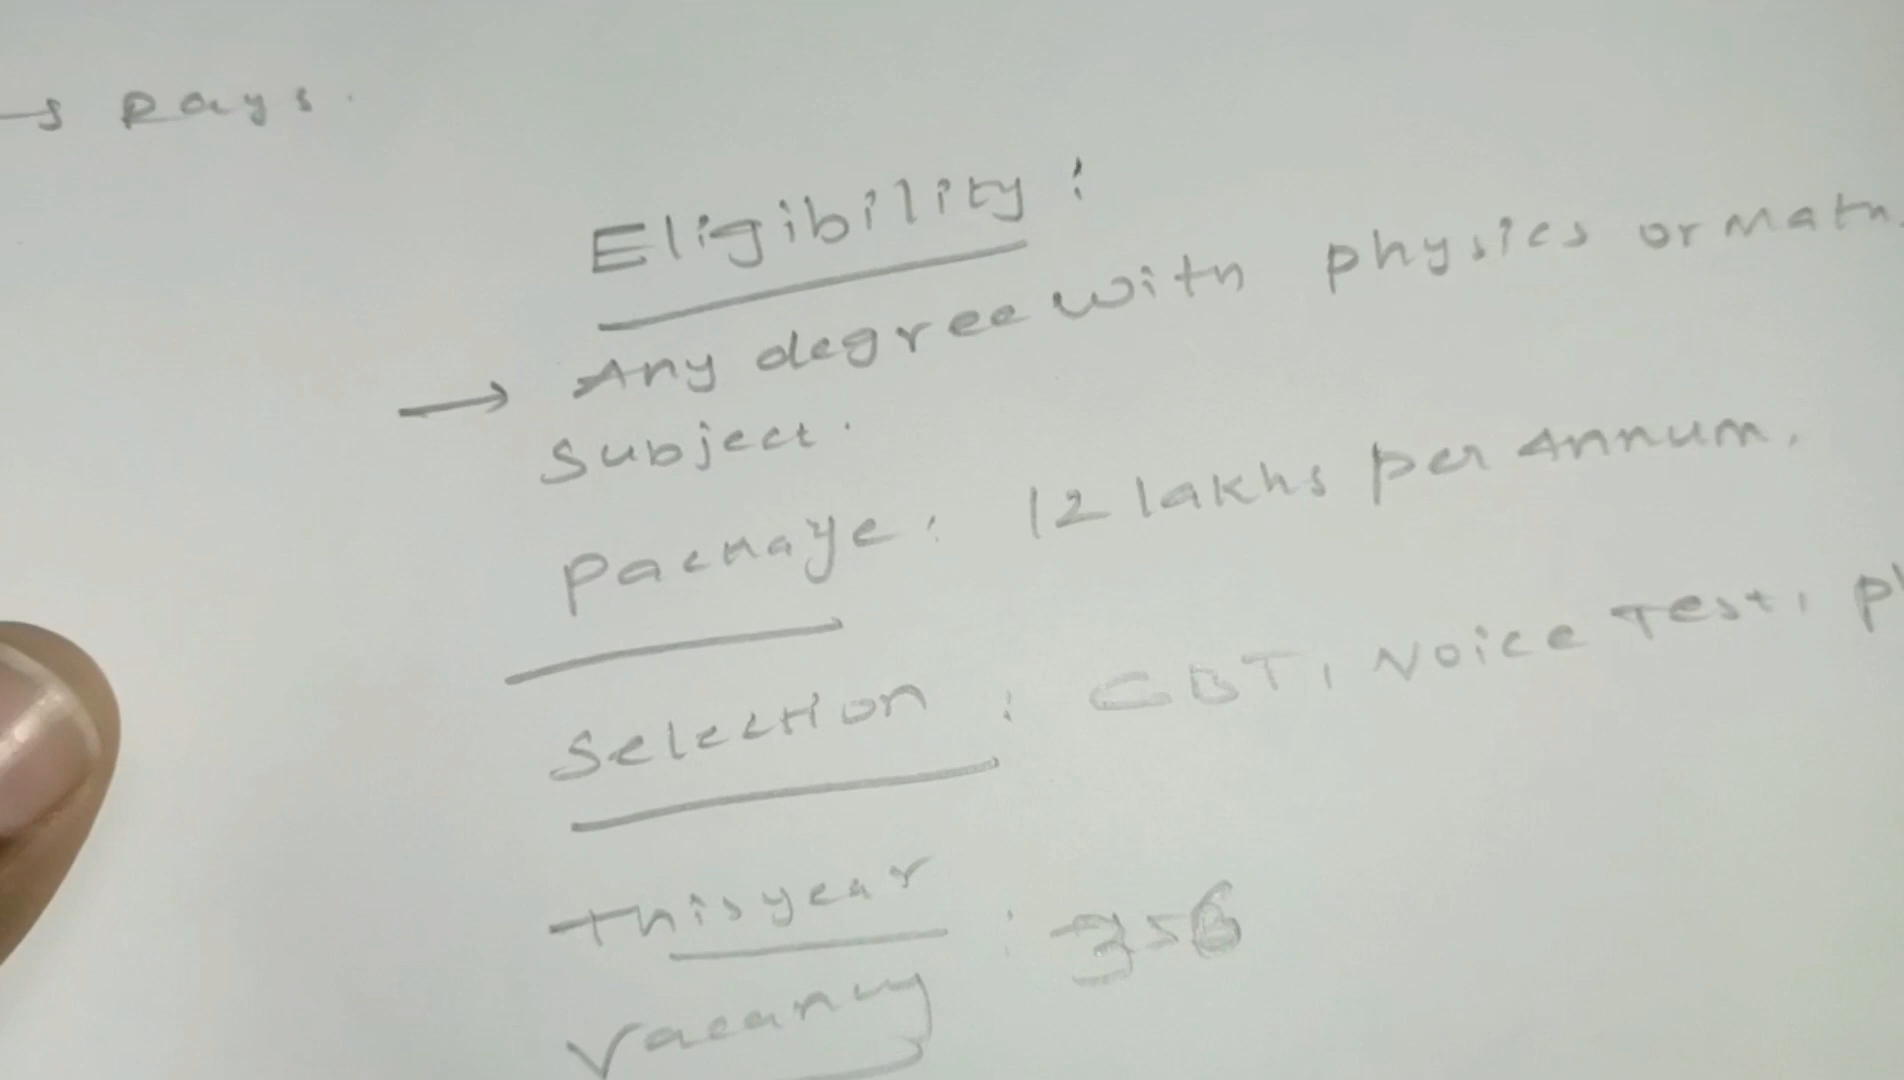 Rays.
Eligibility :
→ Any degree with physics or Math
Subject.
Package : 12 lakhs per Annum.
Selection : CBT, Voice Test,
This year
Vacancy : 356